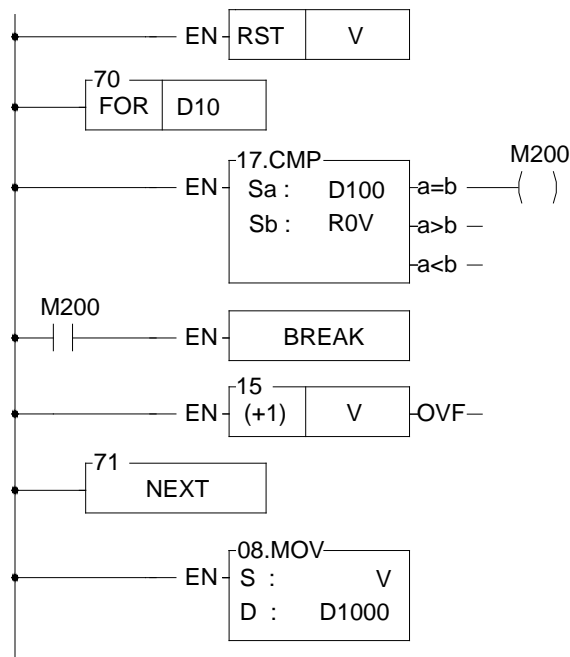 EN RST V
70
FOR D10
17.CMP M200
EN Sa : D100 a=b ( )
Sb : R0V a>b
a<b
M200
EN BREAK
15
EN (+1) V OVF
71
NEXT
08.MOV
EN S : V
D : D1000